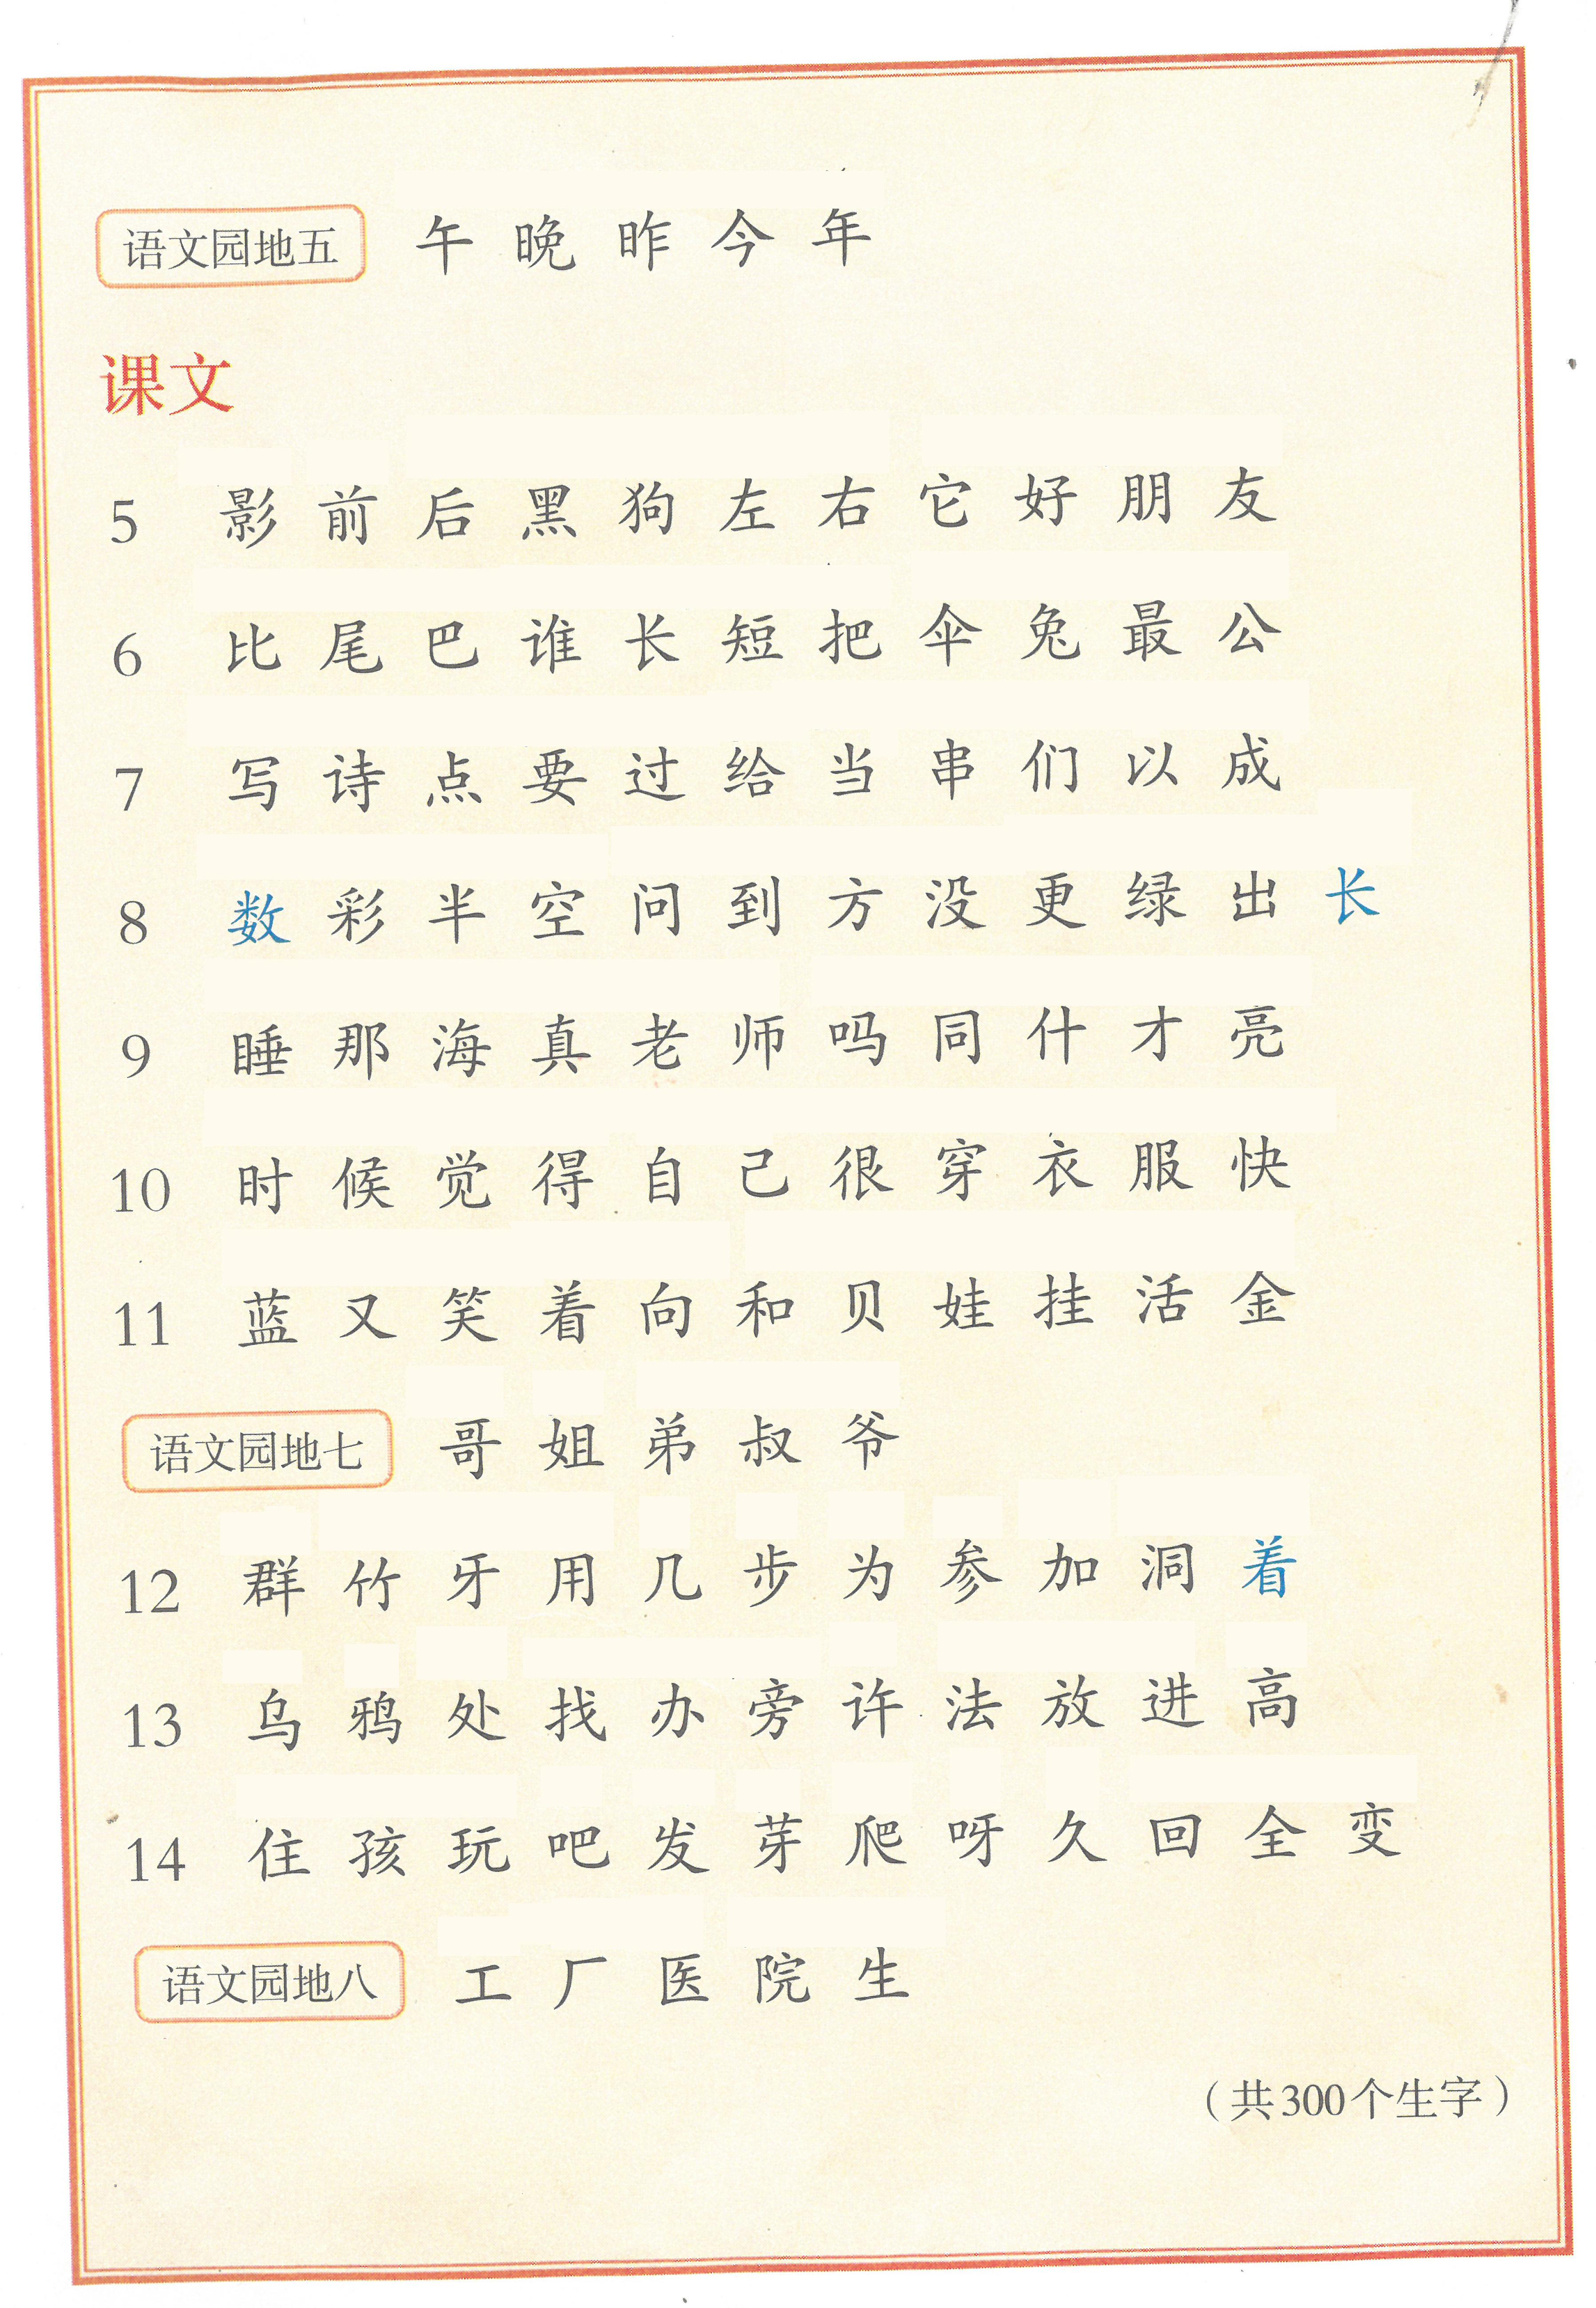 语文园地五 午 晚 昨 今 年
课文
5 影 前 后 黑 狗 左 右 它 好 朋 友
6 比 尾 巴 谁 长 短 把 伞 兔 最 公
7 写 诗 点 要 过 给 当 串 们 以 成
8 数 彩 半 空 问 到 方 没 更 绿 出 长
9 睡 那 海 真 老 师 吗 同 什 才 亮
10 时 候 觉 得 自 己 很 穿 衣 服 快
11 蓝 又 笑 着 向 和 贝 娃 挂 活 金
语文园地七 哥 姐 弟 叔 爷
12 群 竹 牙 用 几 步 为 参 加 洞 着
13 乌 鸦 处 找 办 旁 许 法 放 进 高
14 住 孩 玩 吧 发 芽 爬 呀 久 回 全 变
语文园地八 工 厂 医 院 生
（共300个生字）